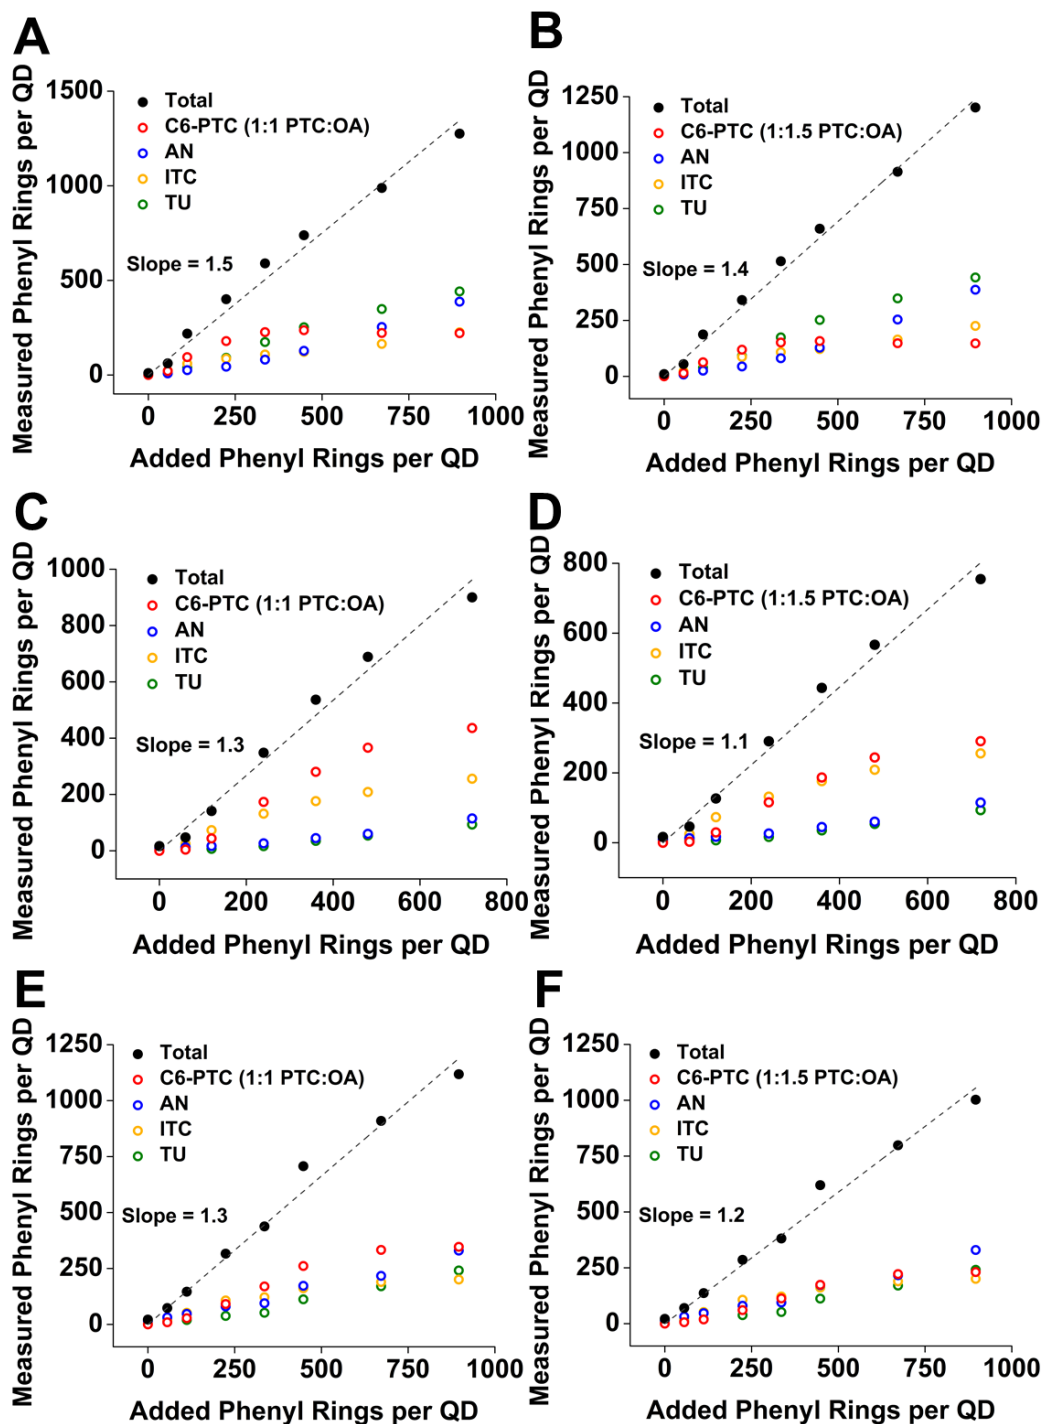 A
Measured Phenyl Rings per QD
1500
1000
500
0
Total
C6-PTC (1:1 PTC:OA)
AN
ITC
TU
Slope = 1.5
0 250 500 750 1000
Added Phenyl Rings per QD
B
Measured Phenyl Rings per QD
1250
1000
750
500
250
0
Total
C6-PTC (1:1.5 PTC:OA)
AN
ITC
TU
Slope = 1.4
0 250 500 750 1000
Added Phenyl Rings per QD
C
Measured Phenyl Rings per QD
1000
800
600
400
200
0
Total
C6-PTC (1:1 PTC:OA)
AN
ITC
TU
Slope = 1.3
0 200 400 600 800
Added Phenyl Rings per QD
D
Measured Phenyl Rings per QD
800
600
400
200
0
Total
C6-PTC (1:1.5 PTC:OA)
AN
ITC
TU
Slope = 1.1
0 200 400 600 800
Added Phenyl Rings per QD
E
Measured Phenyl Rings per QD
1250
1000
750
500
250
0
Total
C6-PTC (1:1 PTC:OA)
AN
ITC
TU
Slope = 1.3
0 250 500 750 1000
Added Phenyl Rings per QD
F
Measured Phenyl Rings per QD
1250
1000
750
500
250
0
Total
C6-PTC (1:1.5 PTC:OA)
AN
ITC
TU
Slope = 1.2
0 250 500 750 1000
Added Phenyl Rings per QD